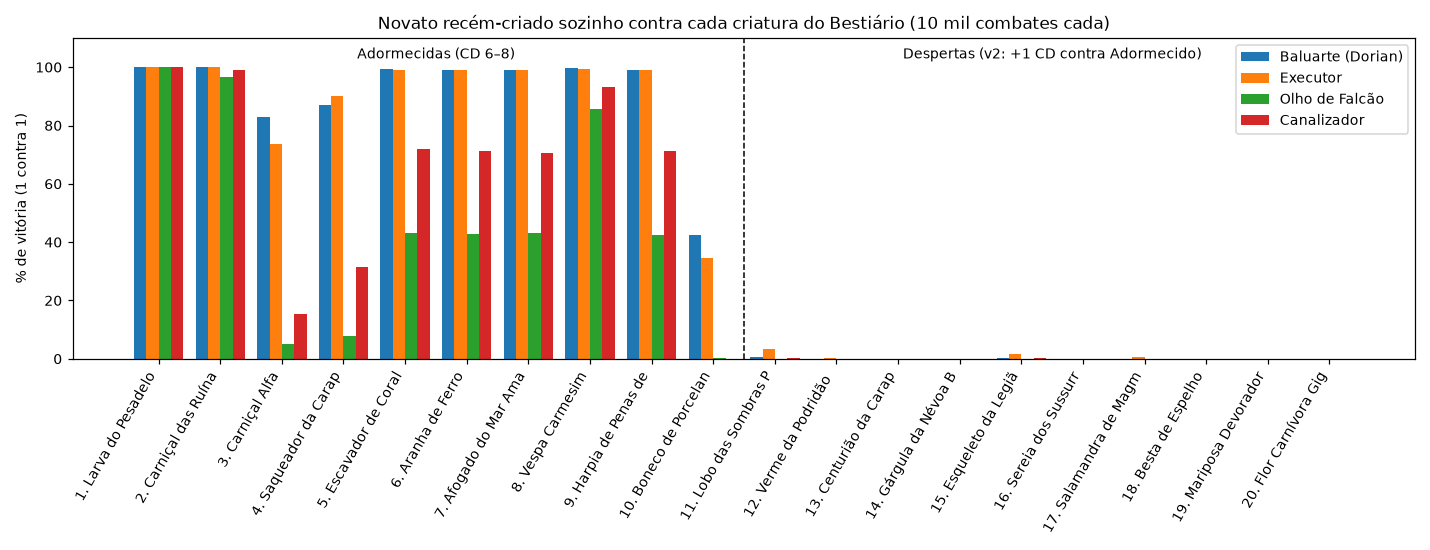 Novato recém-criado sozinho contra cada criatura do Bestiário (10 mil combates cada)
Adormecidas (CD 6–8)
Despertas (v2: +1 CD contra Adormecido)
Baluarte (Dorian)
Executor
Olho de Falcão
Canalizador
% de vitória (1 contra 1)
100
80
60
40
20
0
1. Larva do Pesadelo
2. Carniçal das Ruína
3. Carniçal Alfa
4. Saqueador da Carap
5. Escavador de Coral
6. Aranha de Ferro
7. Afogado do Mar Ama
8. Vespa Carmesim
9. Harpia de Penas de
10. Boneco de Porcelan
11. Lobo das Sombras P
12. Verme da Podridão
13. Centurião da Carap
14. Gárgula da Névoa B
15. Esqueleto da Legiã
16. Sereia dos Sussurr
17. Salamandra de Magm
18. Besta de Espelho
19. Mariposa Devorador
20. Flor Carnívora Gig